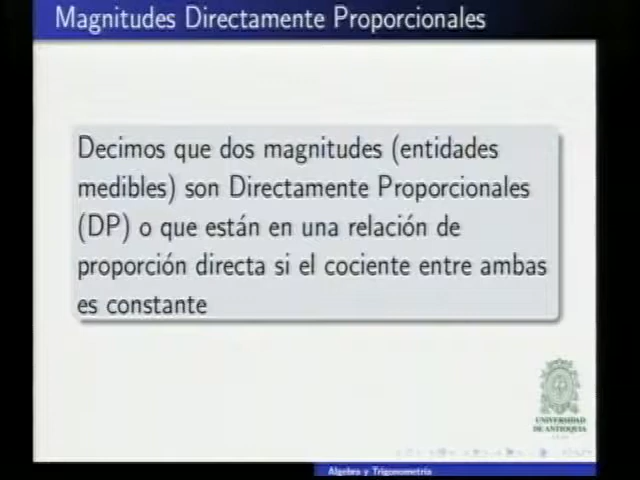 Magnitudes Directamente Proporcionales
Decimos que dos magnitudes (entidades
medibles) son Directamente Proporcionales
(DP) o que están en una relación de
proporción directa si el cociente entre ambas
es constante
UNIVERSIDAD
DE ANTIOQUIA
Algebra y Trigonometría